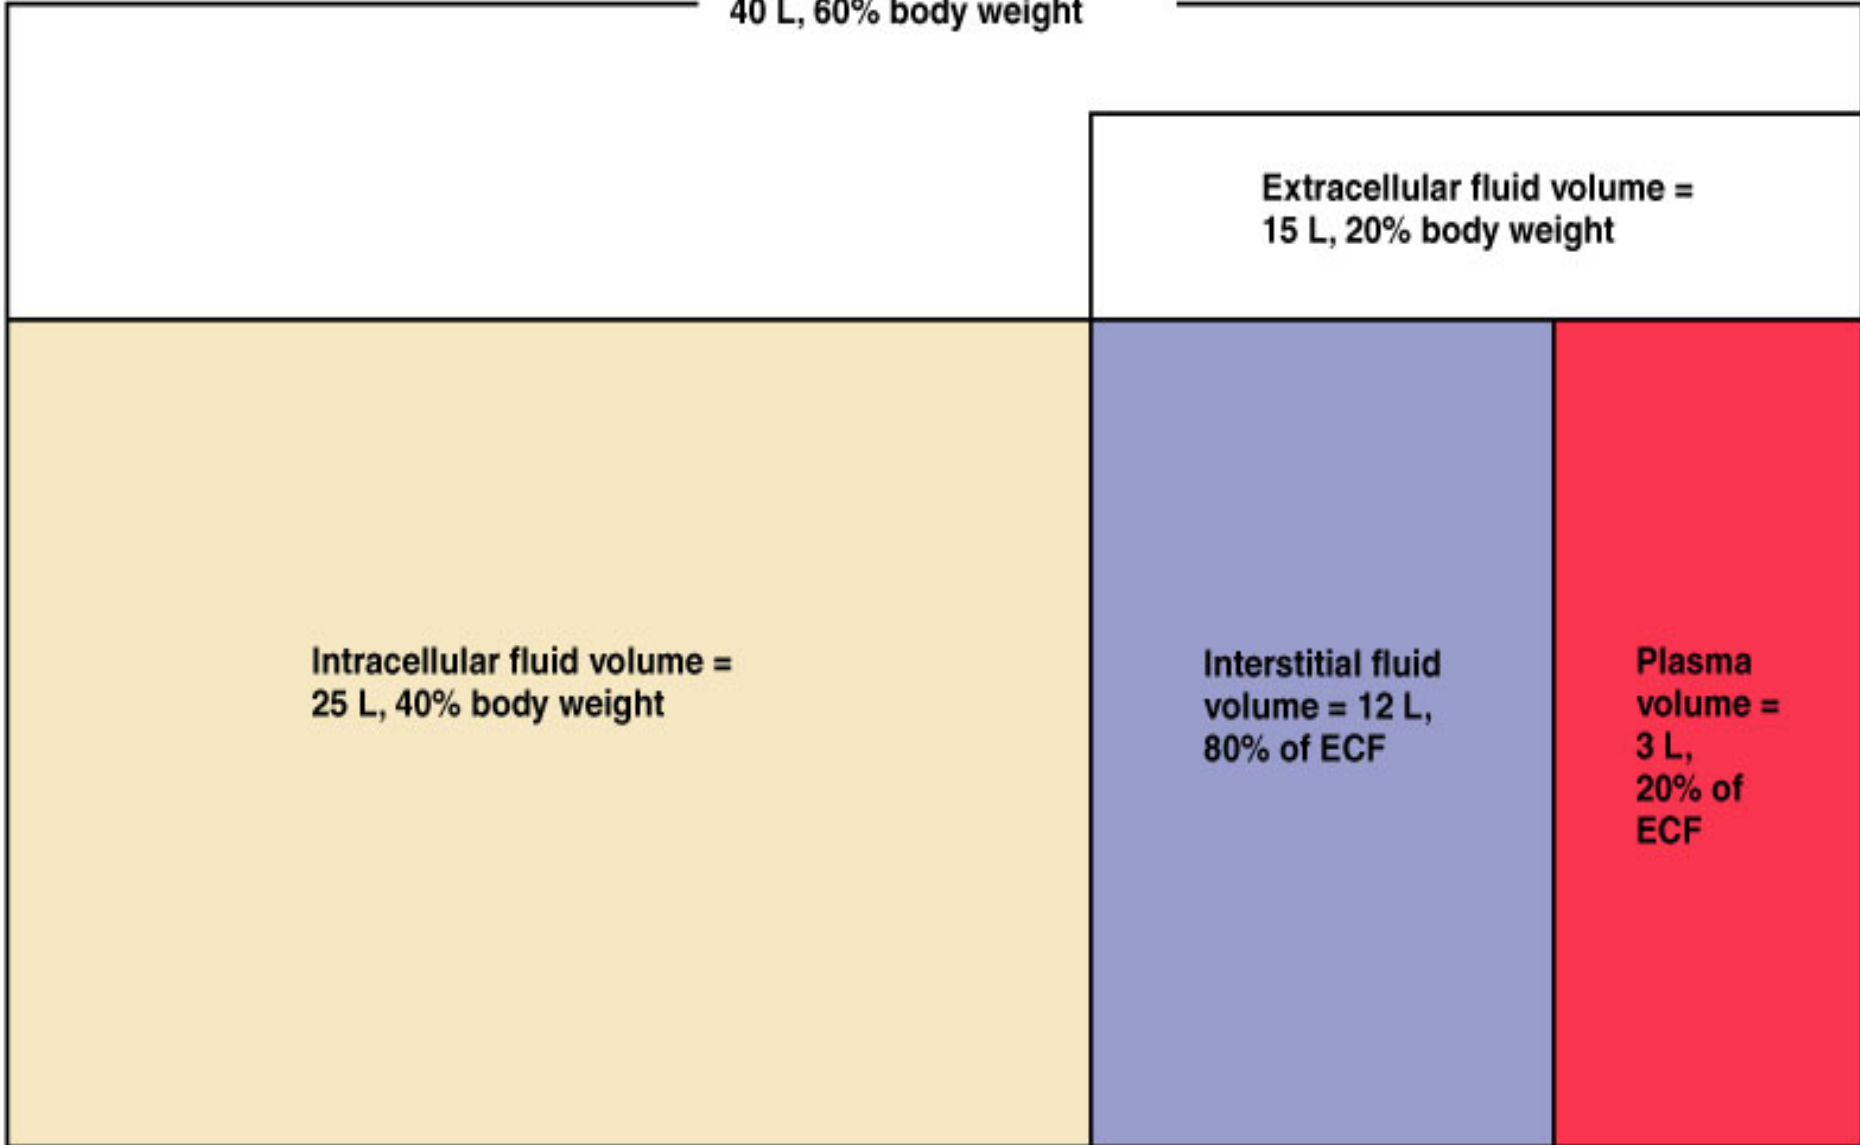 40 L, 60% body weight
Extracellular fluid volume =
15 L, 20% body weight
Intracellular fluid volume =
25 L, 40% body weight
Interstitial fluid
volume = 12 L,
80% of ECF
Plasma
volume =
3 L,
20% of
ECF